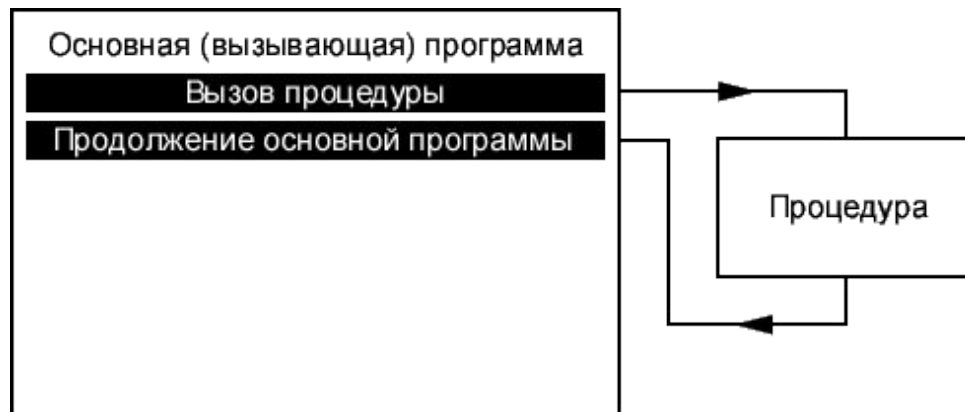 Основная (вызывающая) программа
Вызов процедуры
Продолжение основной программы
Процедура